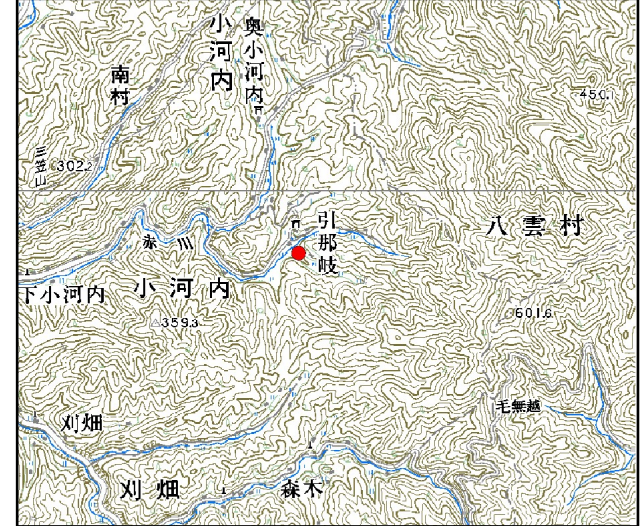 小河内
奥小河内
南村
450.1
三笠山
302.2
引那岐
八雲村
赤川
小河内
下小河内
359.3
601.6
毛無越
刈畑
刈畑
森木